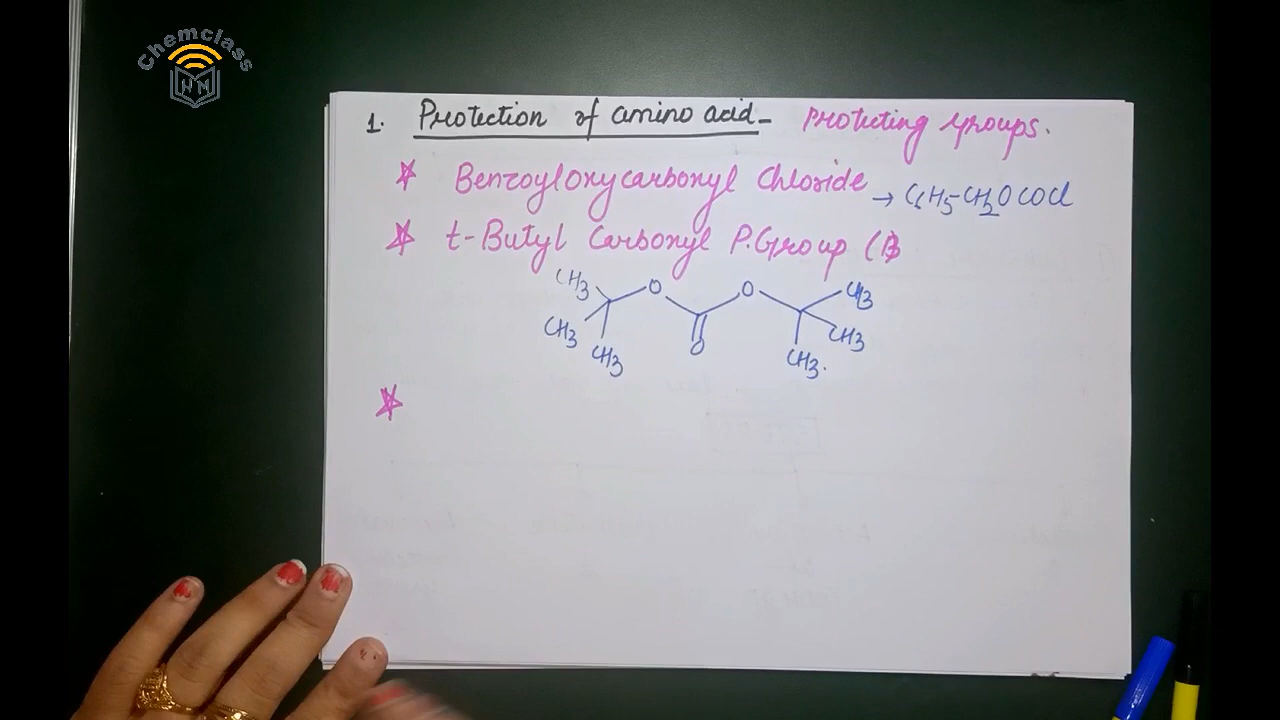 Chemclass
NM
1. Protection of amino acid - Protecting Groups.
☆ Benzoyloxycarbonyl Chloride → C6H5-CH2OCOCl
☆ t-Butyl Carbonyl P.Group (B
CH3 O O CH3
CH3 CH3
O
CH3 CH3.
☆